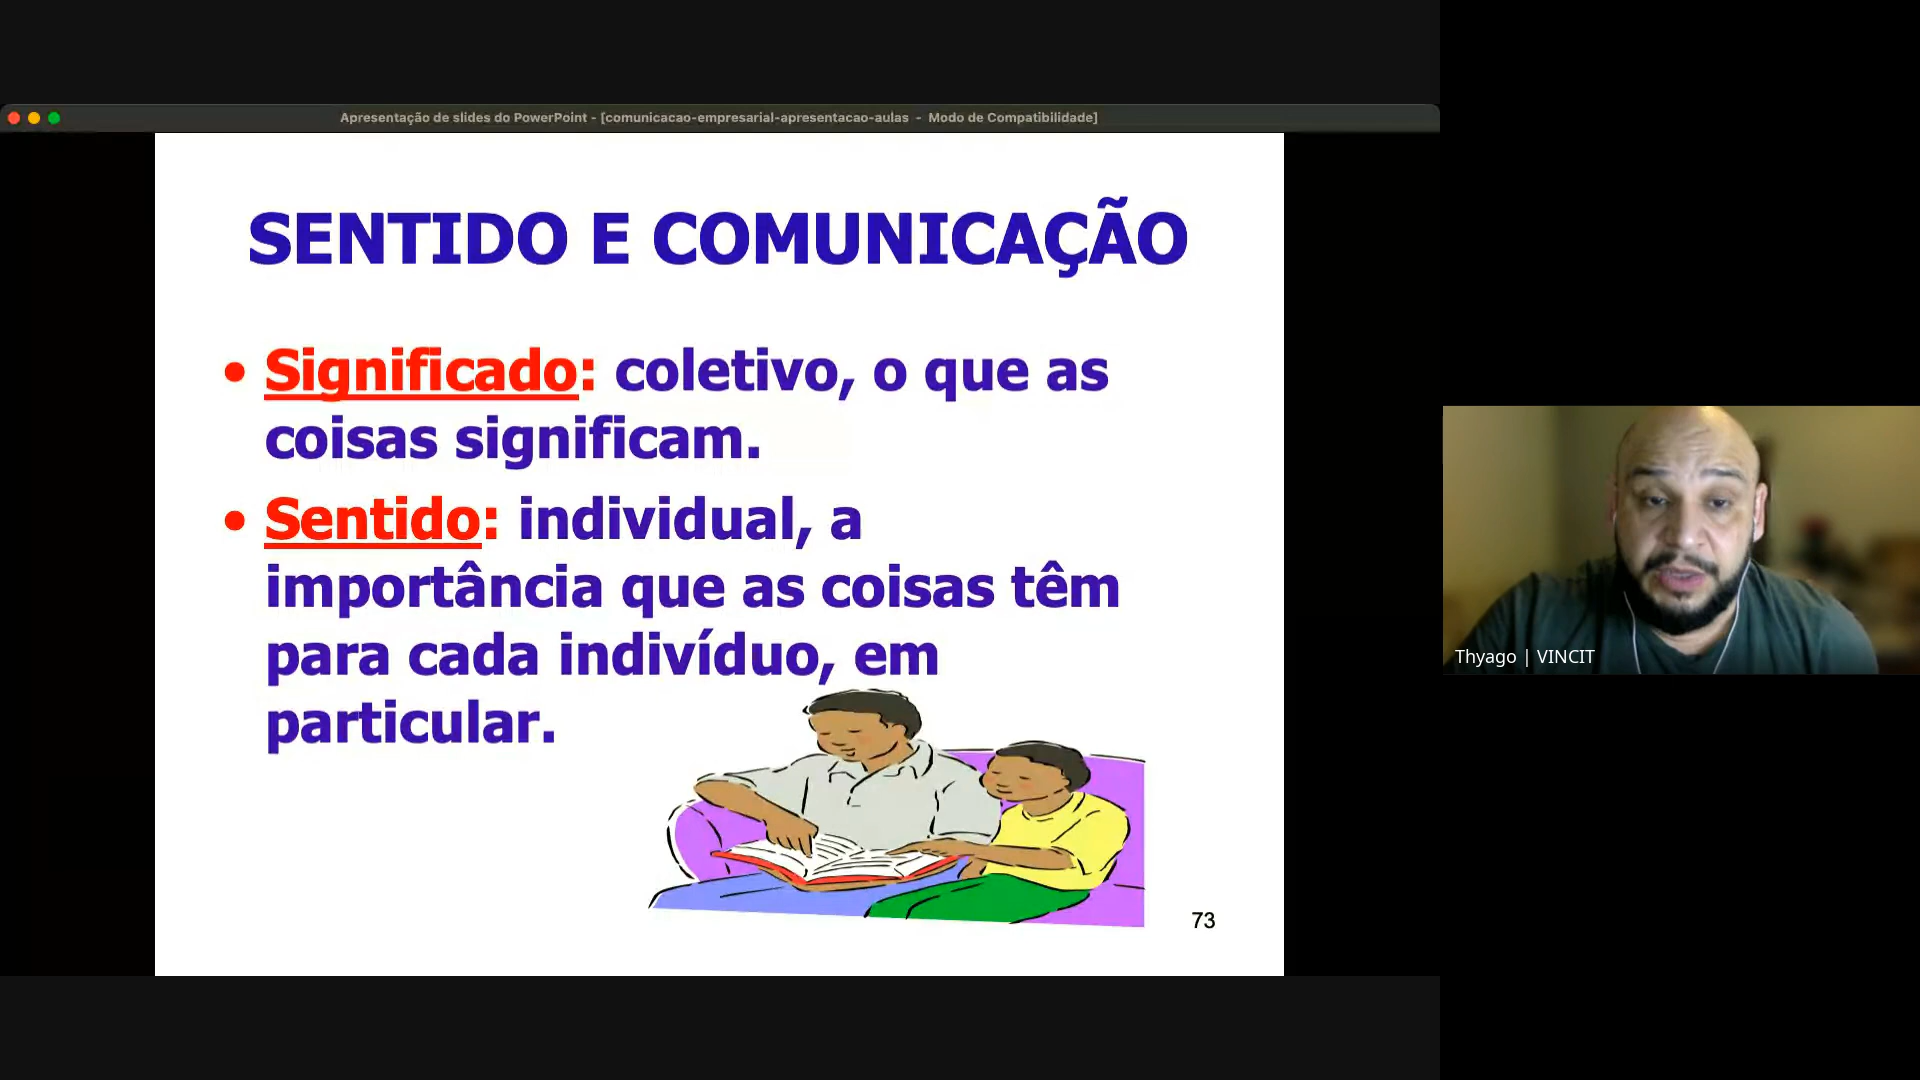 Apresentação de slides do PowerPoint - [comunicacao-empresarial-apresentacao-aulas - Modo de Compatibilidade]
SENTIDO E COMUNICAÇÃO
• Significado: coletivo, o que as
coisas significam.
• Sentido: individual, a
importância que as coisas têm
para cada indivíduo, em
particular.
73
Thyago | VINCIT